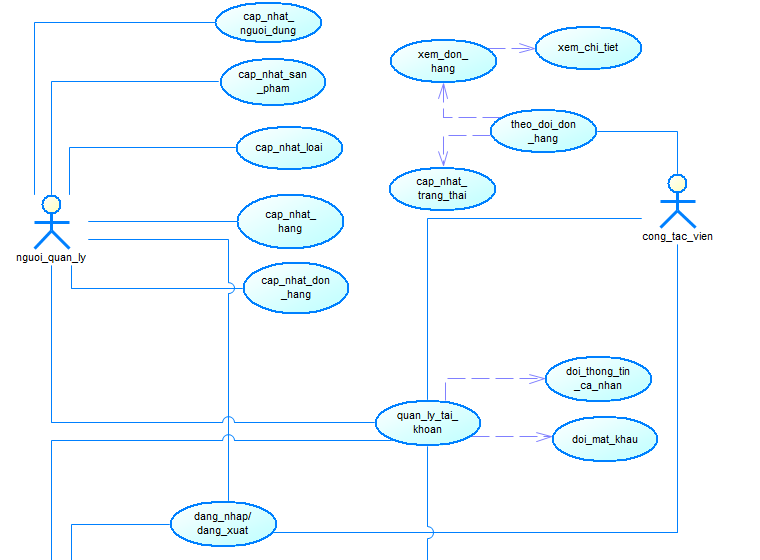 cap_nhat_
nguoi_dung
xem_don_
hang
xem_chi_tiet
cap_nhat_san
_pham
theo_doi_don
_hang
cap_nhat_loai
cap_nhat_
trang_thai
cap_nhat_
hang
nguoi_quan_ly
cong_tac_vien
cap_nhat_don
_hang
doi_thong_tin
_ca_nhan
quan_ly_tai_
khoan
doi_mat_khau
dang_nhap/
dang_xuat